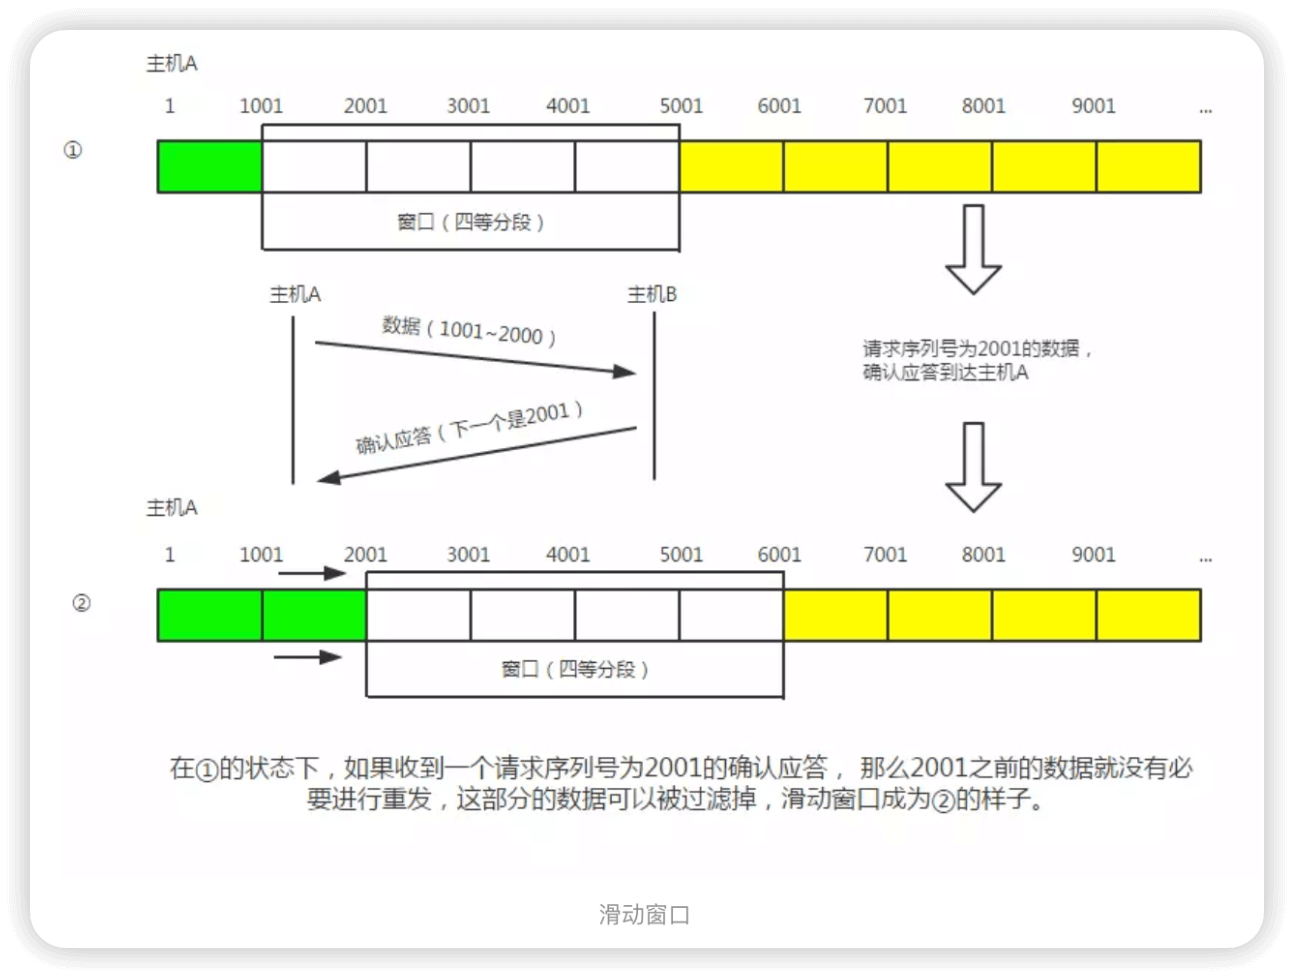 主机A
1 1001 2001 3001 4001 5001 6001 7001 8001 9001 ...
①
窗口（四等分段）
主机A 主机B
数据（1001~2000）
请求序列号为2001的数据，
确认应答到达主机A
确认应答（下一个是2001）
主机A
1 1001 2001 3001 4001 5001 6001 7001 8001 9001 ...
②
窗口（四等分段）
在①的状态下，如果收到一个请求序列号为2001的确认应答， 那么2001之前的数据就没有必
要进行重发，这部分的数据可以被过滤掉，滑动窗口成为②的样子。
滑动窗口